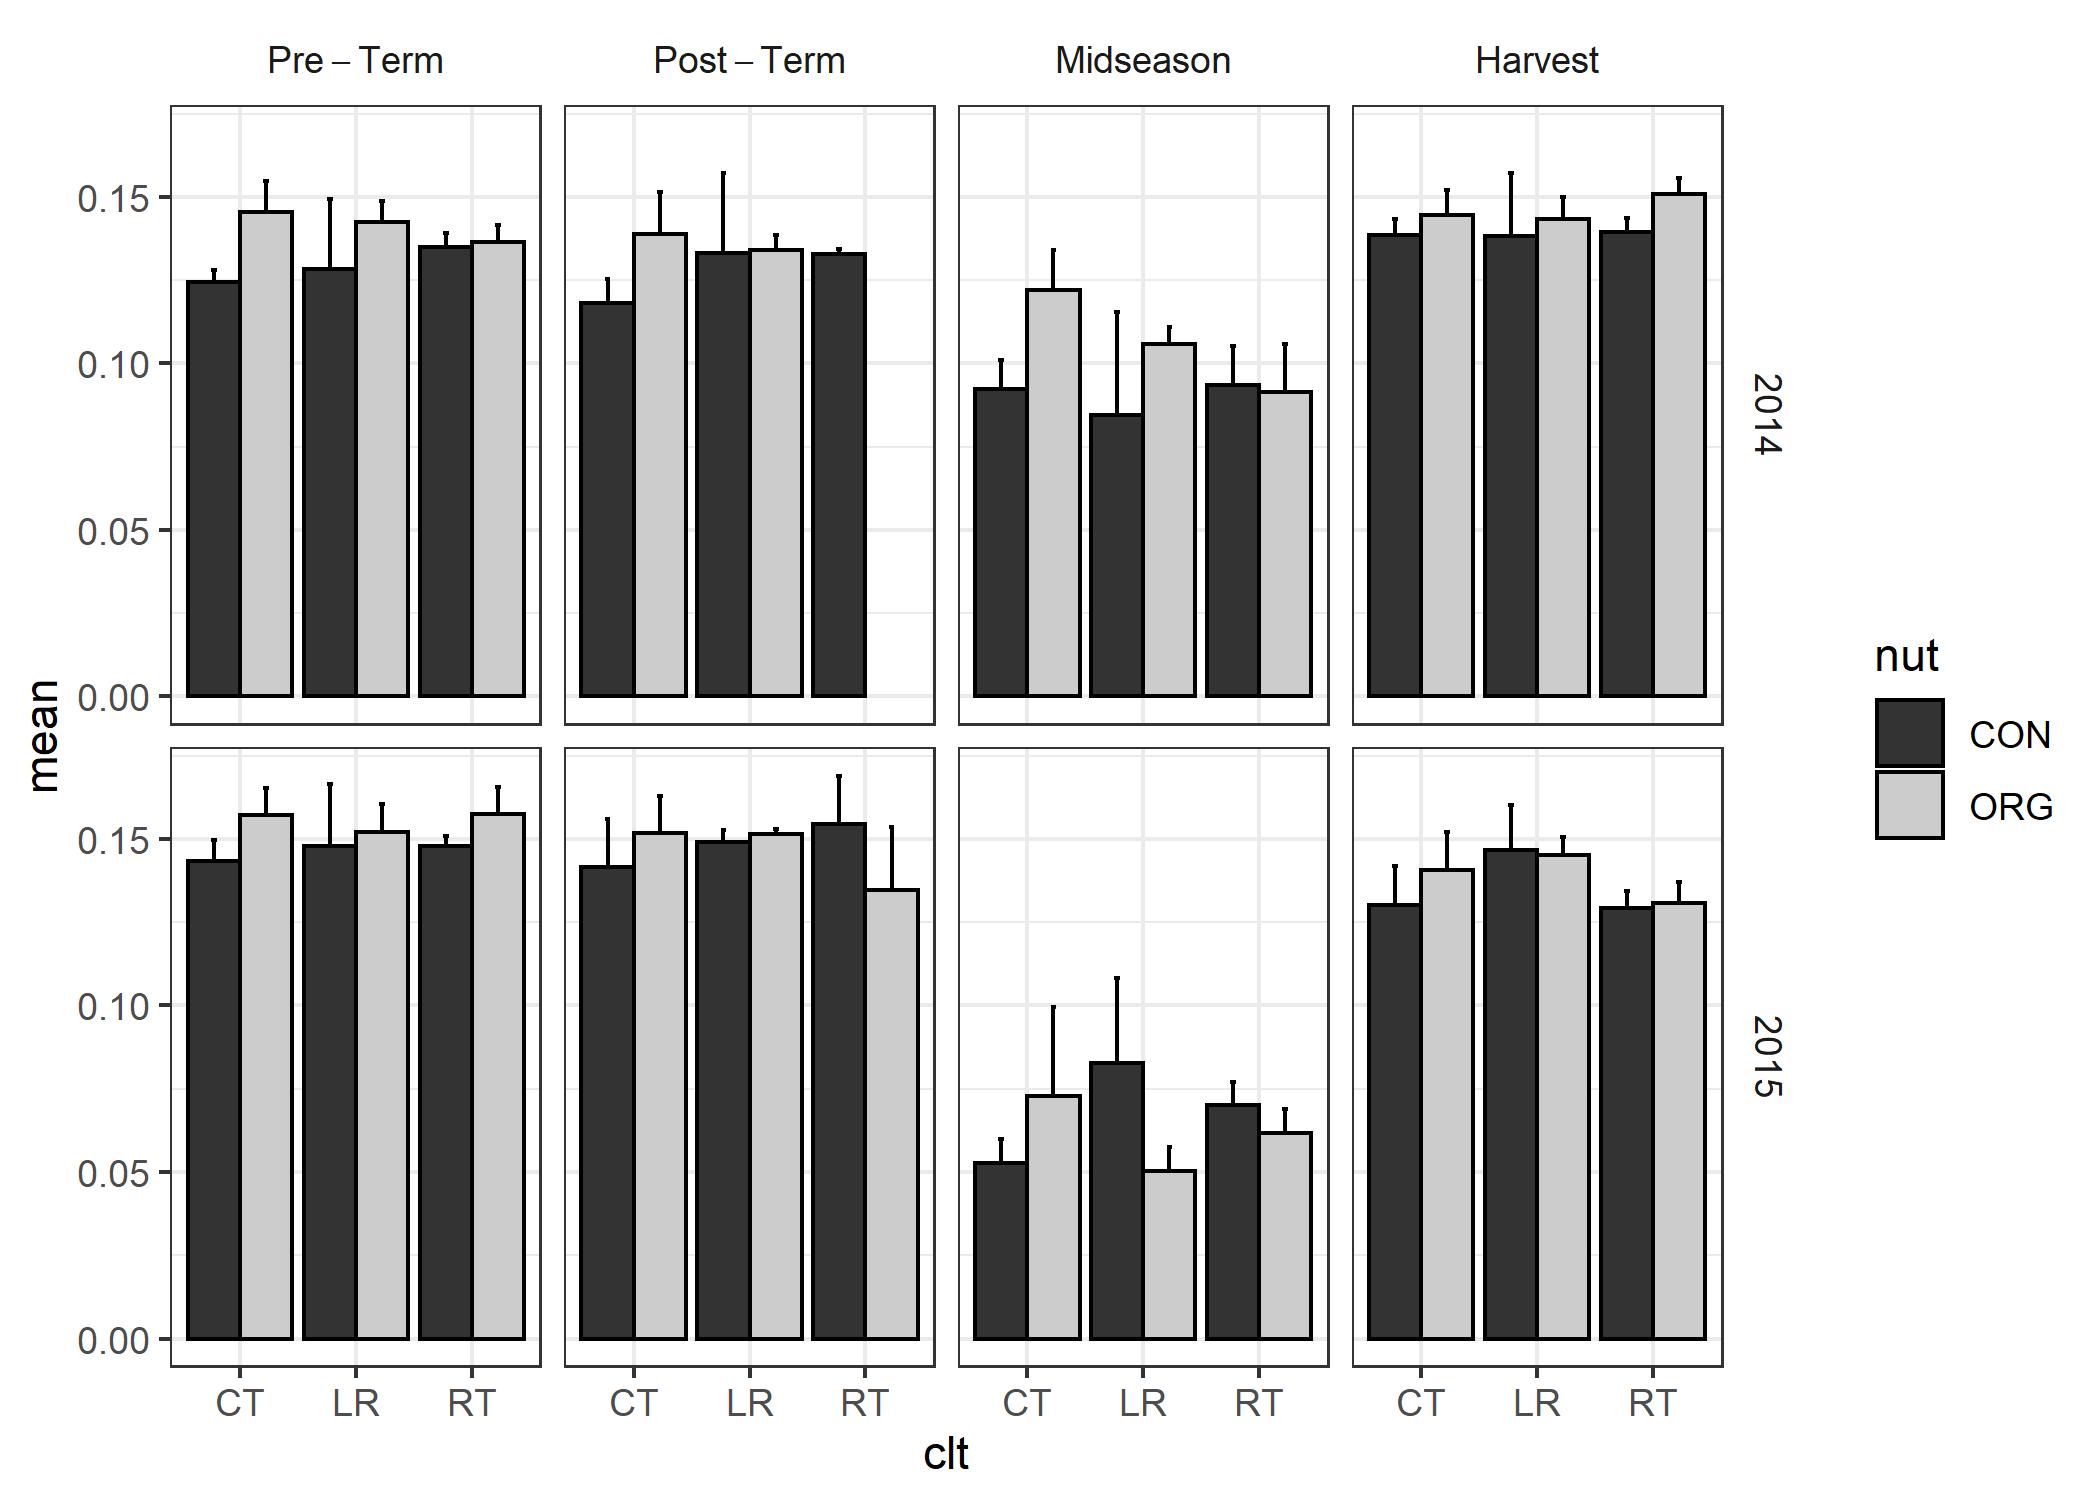 Pre – Term Post – Term Midseason Harvest
0.15
0.10
0.05
0.00
2014
0.15
0.10
0.05
0.00
2015
mean
CT LR RT CT LR RT CT LR RT CT LR RT
clt
nut
CON
ORG